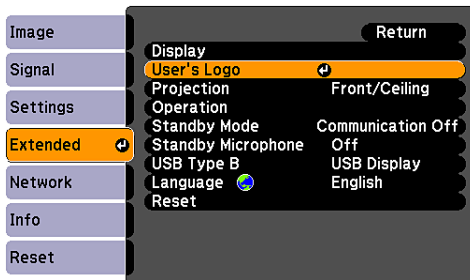 Image
Signal
Settings
Extended
Network
Info
Reset
Return
Display
User's Logo
Projection Front/Ceiling
Operation
Standby Mode Communication Off
Standby Microphone Off
USB Type B USB Display
Language English
Reset